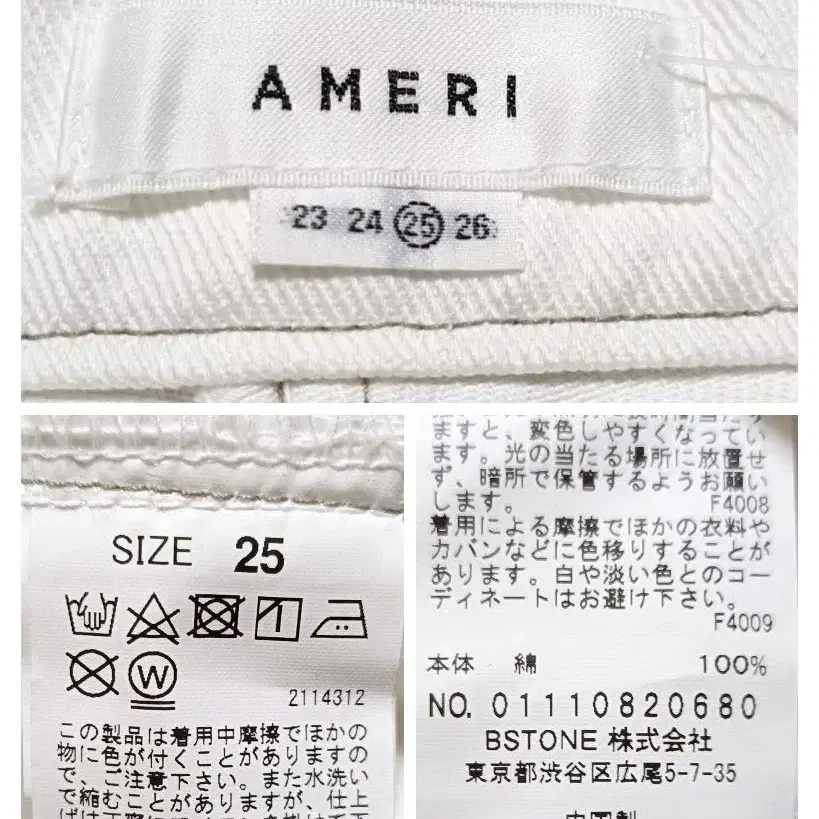 AMERI
23 24 25 26
SIZE 25
W
2114312
この製品は着用中摩擦でほかの
物に色が付くことがありますの
で、ご注意下さい。また水洗い
で縮むことがありますが、仕上
ますと、変色しやすくなってい
ます。光の当たる場所に放置せ
ず、暗所で保管するようお願い
します。 F4008
着用による摩擦でほかの衣料や
カバンなどに色移りすることが
あります。白や淡い色とのコー
ディネートはお避け下さい。
F4009
本体 綿 100%
NO. 01110820680
BSTONE 株式会社
東京都渋谷区広尾5-7-35
中国製